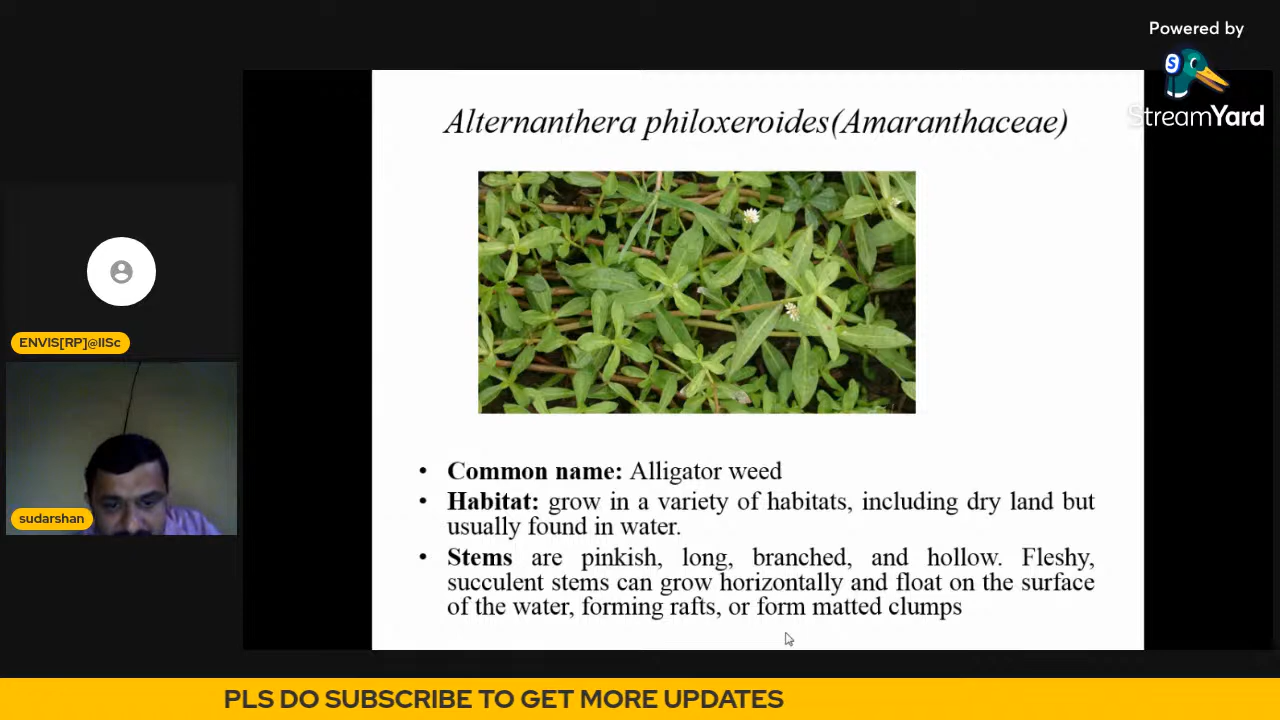 Powered by
S
StreamYard
Alternanthera philoxeroides(Amaranthaceae)
ENVIS[RP]@IISc
sudarshan
• Common name: Alligator weed
• Habitat: grow in a variety of habitats, including dry land but
usually found in water.
• Stems are pinkish, long, branched, and hollow. Fleshy,
succulent stems can grow horizontally and float on the surface
of the water, forming rafts, or form matted clumps
PLS DO SUBSCRIBE TO GET MORE UPDATES